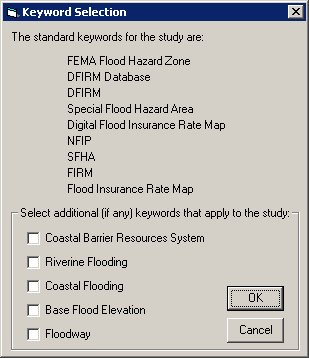 Keyword Selection
The standard keywords for the study are:
FEMA Flood Hazard Zone
DFIRM Database
DFIRM
Special Flood Hazard Area
Digital Flood Insurance Rate Map
NFIP
SFHA
FIRM
Flood Insurance Rate Map
Select additional (if any) keywords that apply to the study:
Coastal Barrier Resources System
Riverine Flooding
Coastal Flooding
Base Flood Elevation
Floodway
OK
Cancel